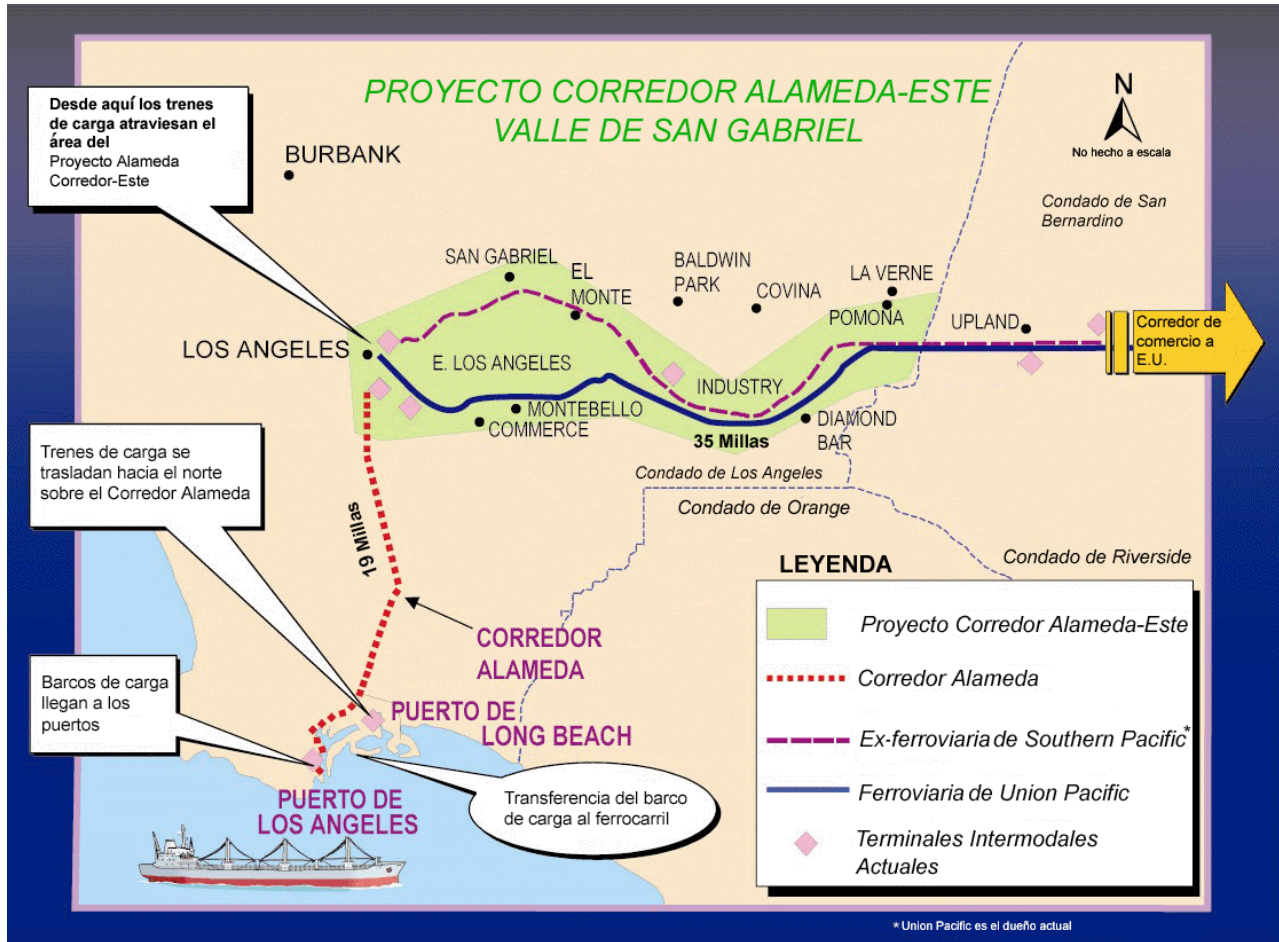 PROYECTO CORREDOR ALAMEDA-ESTE
VALLE DE SAN GABRIEL
N
No hecho a escala
Desde aquí los trenes
de carga atraviesan el
área del
Proyecto Alameda
Corredor-Este
BURBANK
Condado de San
Bernardino
SAN GABRIEL
EL
MONTE
BALDWIN
PARK
COVINA
LA VERNE
POMONA
UPLAND
Corredor de
comercio a
E.U.
LOS ANGELES
E. LOS ANGELES
INDUSTRY
MONTEBELLO
COMMERCE
DIAMOND
BAR
35 Millas
Trenes de carga se
trasladan hacia el norte
sobre el Corredor Alameda
Condado de Los Angeles
Condado de Orange
Condado de Riverside
19 Millas
CORREDOR
ALAMEDA
Barcos de carga
llegan a los
puertos
PUERTO DE
LONG BEACH
PUERTO DE
LOS ANGELES
Transferencia del barco
de carga al ferrocarril
LEYENDA
Proyecto Corredor Alameda-Este
Corredor Alameda
Ex-ferroviaria de Southern Pacific*
Ferroviaria de Union Pacific
Terminales Intermodales
Actuales
* Union Pacific es el dueño actual